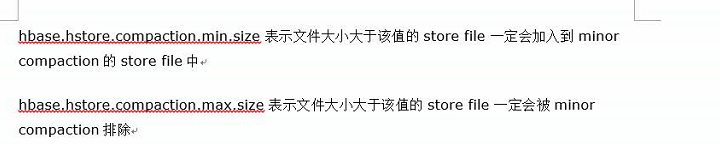 hbase.hstore.compaction.min.size 表示文件大小大于该值的 store file 一定会加入到 minor
compaction 的 store file 中
hbase.hstore.compaction.max.size 表示文件大小大于该值的 store file 一定会被 minor
compaction 排除